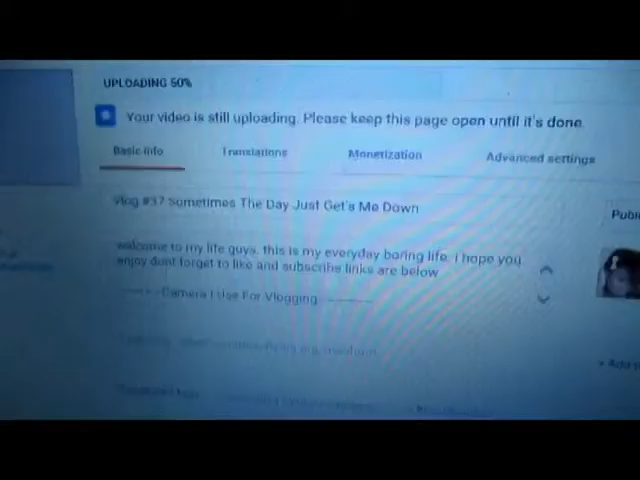 UPLOADING 50%
Your video is still uploading. Please keep this page open until it's done.
Basic info
Translations
Monetization
Advanced settings
Vlog #37 Sometimes The Day Just Get's Me Down
Publi
welcome to my life guys. this is my everyday boring life. i hope you
enjoy dont forget to like and subscribe links are below
Camera I Use For Vlogging
+ Add t